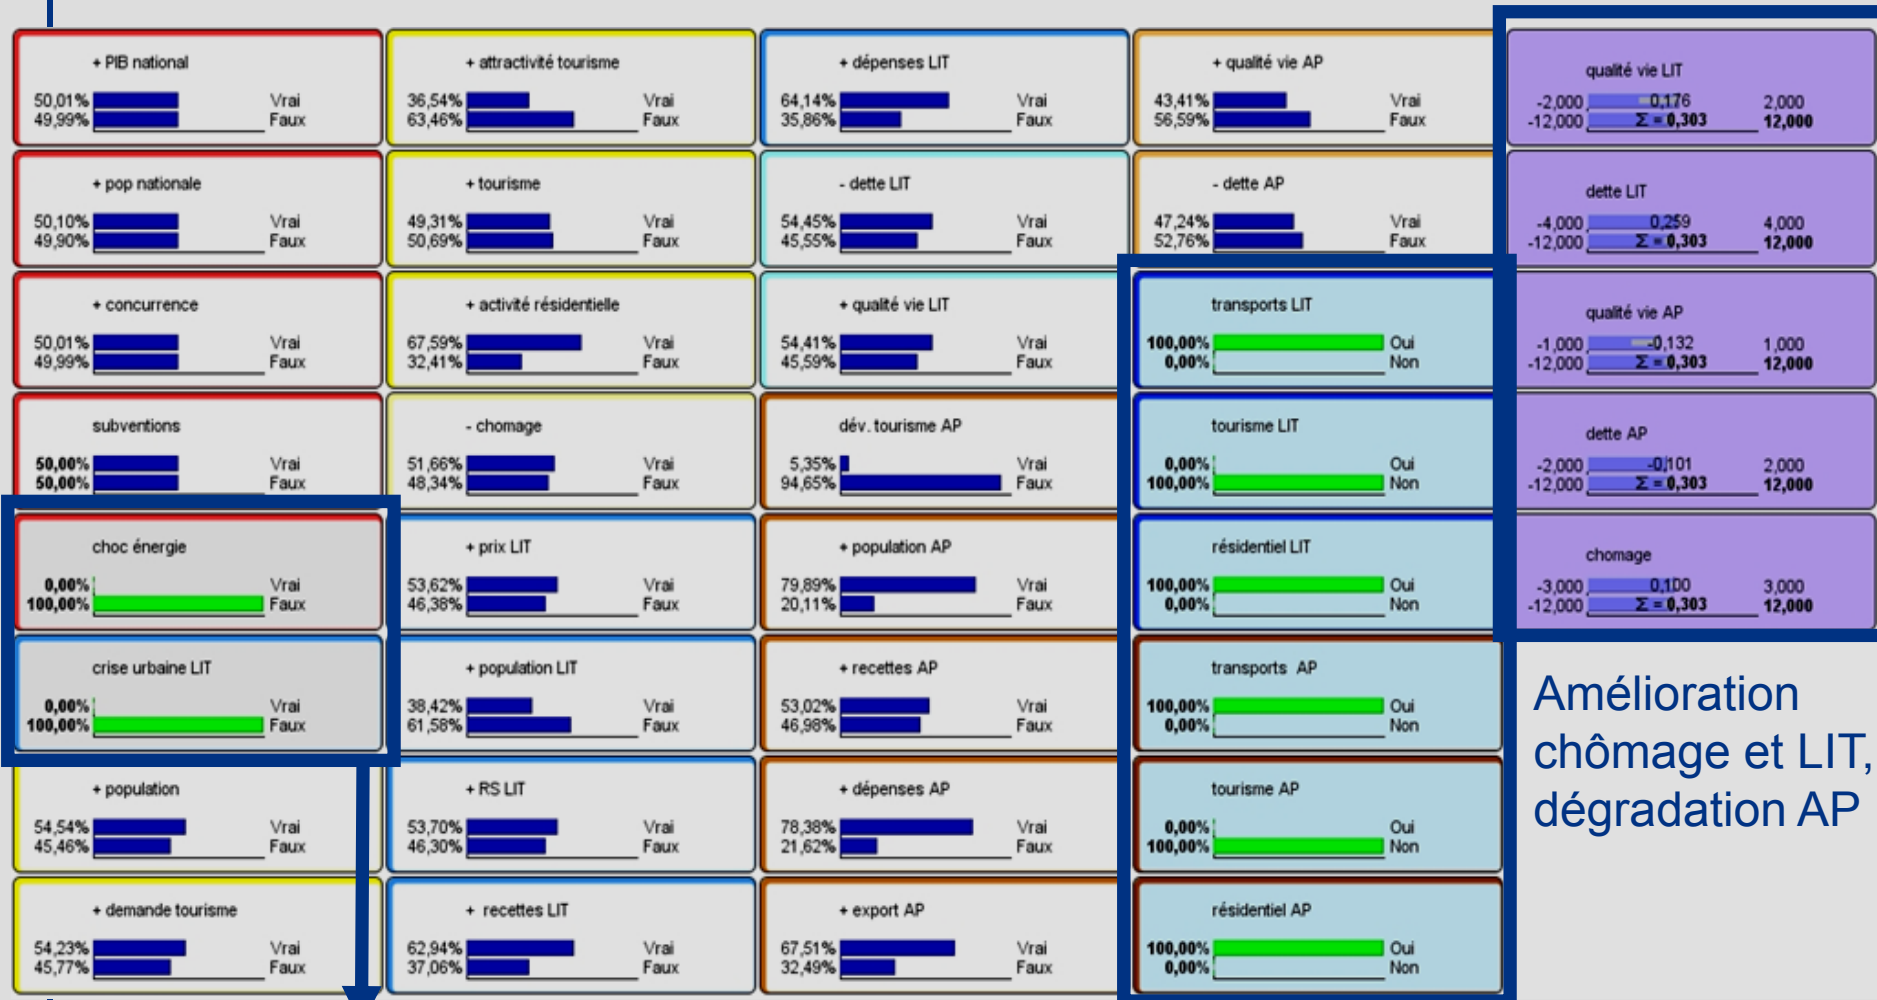 + PIB national
50,01% Vrai
49,99% Faux
+ pop nationale
50,10% Vrai
49,90% Faux
+ concurrence
50,01% Vrai
49,99% Faux
subventions
50,00% Vrai
50,00% Faux
choc énergie
0,00% Vrai
100,00% Faux
crise urbaine LIT
0,00% Vrai
100,00% Faux
+ population
54,54% Vrai
45,46% Faux
+ demande tourisme
54,23% Vrai
45,77% Faux
+ attractivité tourisme
36,54% Vrai
63,46% Faux
+ tourisme
49,31% Vrai
50,69% Faux
+ activité résidentielle
67,59% Vrai
32,41% Faux
- chomage
51,66% Vrai
48,34% Faux
+ prix LIT
53,62% Vrai
46,38% Faux
+ population LIT
38,42% Vrai
61,58% Faux
+ RS LIT
53,70% Vrai
46,30% Faux
+ recettes LIT
62,94% Vrai
37,06% Faux
+ dépenses LIT
64,14% Vrai
35,86% Faux
- dette LIT
54,45% Vrai
45,55% Faux
+ qualité vie LIT
54,41% Vrai
45,59% Faux
dév. tourisme AP
5,35% Vrai
94,65% Faux
+ population AP
79,89% Vrai
20,11% Faux
+ recettes AP
53,02% Vrai
46,98% Faux
+ dépenses AP
78,38% Vrai
21,62% Faux
+ export AP
67,51% Vrai
32,49% Faux
+ qualité vie AP
43,41% Vrai
56,59% Faux
- dette AP
47,24% Vrai
52,76% Faux
transports LIT
100,00% Oui
0,00% Non
tourisme LIT
0,00% Oui
100,00% Non
résidentiel LIT
100,00% Oui
0,00% Non
transports AP
100,00% Oui
0,00% Non
tourisme AP
0,00% Oui
100,00% Non
résidentiel AP
100,00% Oui
0,00% Non
qualité vie LIT
-2,000 0,176 2,000
-12,000 Σ = 0,303 12,000
dette LIT
-4,000 0,259 4,000
-12,000 Σ = 0,303 12,000
qualité vie AP
-1,000 -0,132 1,000
-12,000 Σ = 0,303 12,000
dette AP
-2,000 -0,101 2,000
-12,000 Σ = 0,303 12,000
chomage
-3,000 0,100 3,000
-12,000 Σ = 0,303 12,000
Amélioration
chômage et LIT,
dégradation AP